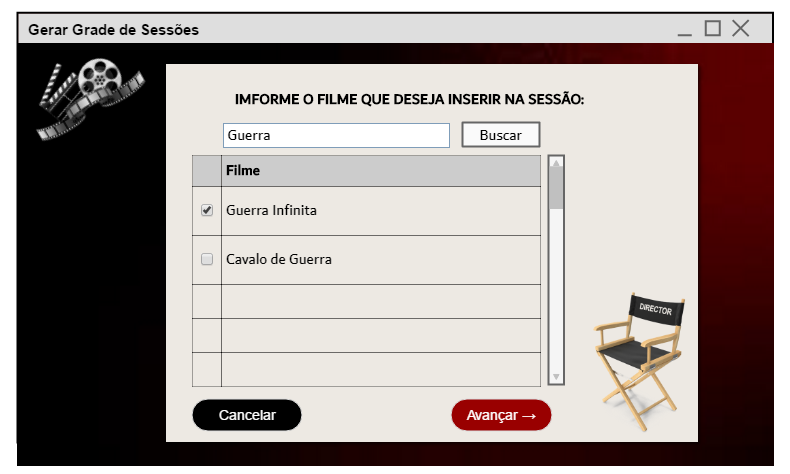 Gerar Grade de Sessões
IMFORME O FILME QUE DESEJA INSERIR NA SESSÃO:
Guerra
Buscar
Filme
Guerra Infinita
Cavalo de Guerra
DIRECTOR
Cancelar
Avançar →